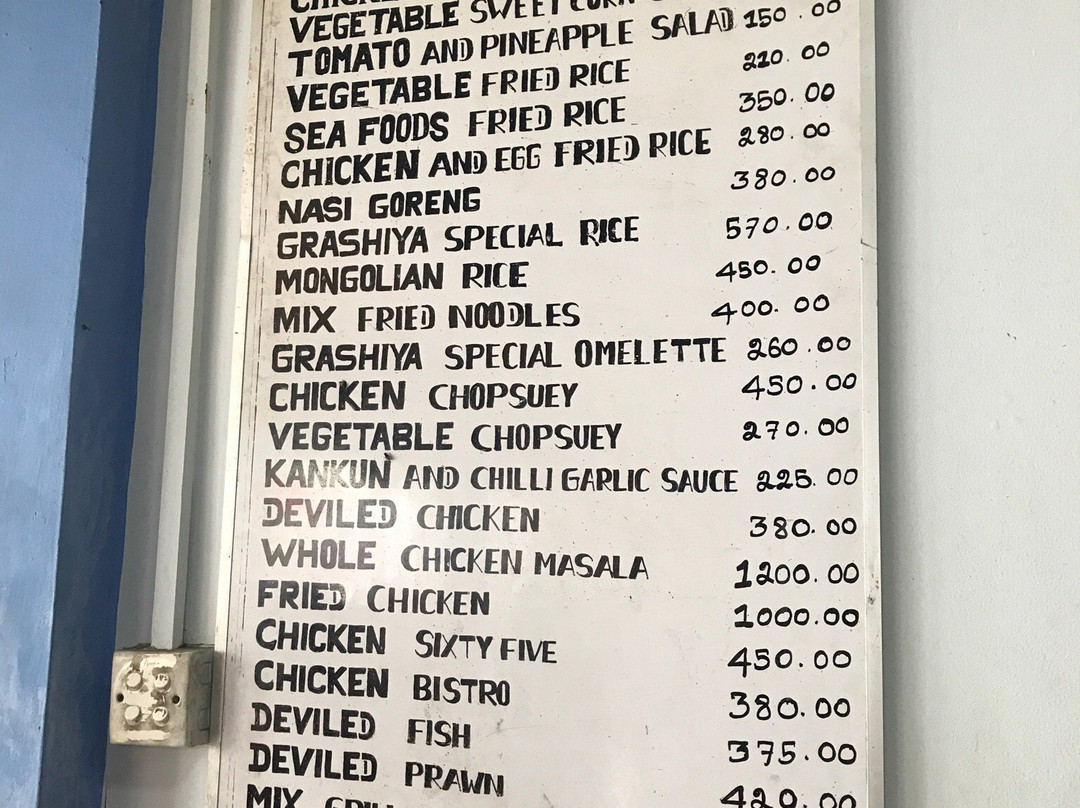 CHICKEN
VEGETABLE SWEET CORN
TOMATO AND PINEAPPLE SALAD 150.00
VEGETABLE FRIED RICE 210.00
SEA FOODS FRIED RICE 350.00
CHICKEN AND EGG FRIED RICE 280.00
NASI GORENG 380.00
GRASHIYA SPECIAL RICE 570.00
MONGOLIAN RICE 450.00
MIX FRIED NOODLES 400.00
GRASHIYA SPECIAL OMELETTE 260.00
CHICKEN CHOPSUEY 450.00
VEGETABLE CHOPSUEY 270.00
KANKUN AND CHILLI GARLIC SAUCE 225.00
DEVILED CHICKEN 380.00
WHOLE CHICKEN MASALA 1200.00
FRIED CHICKEN 1000.00
CHICKEN SIXTY FIVE 450.00
CHICKEN BISTRO 380.00
DEVILED FISH 375.00
DEVILED PRAWN 420.00
MIX